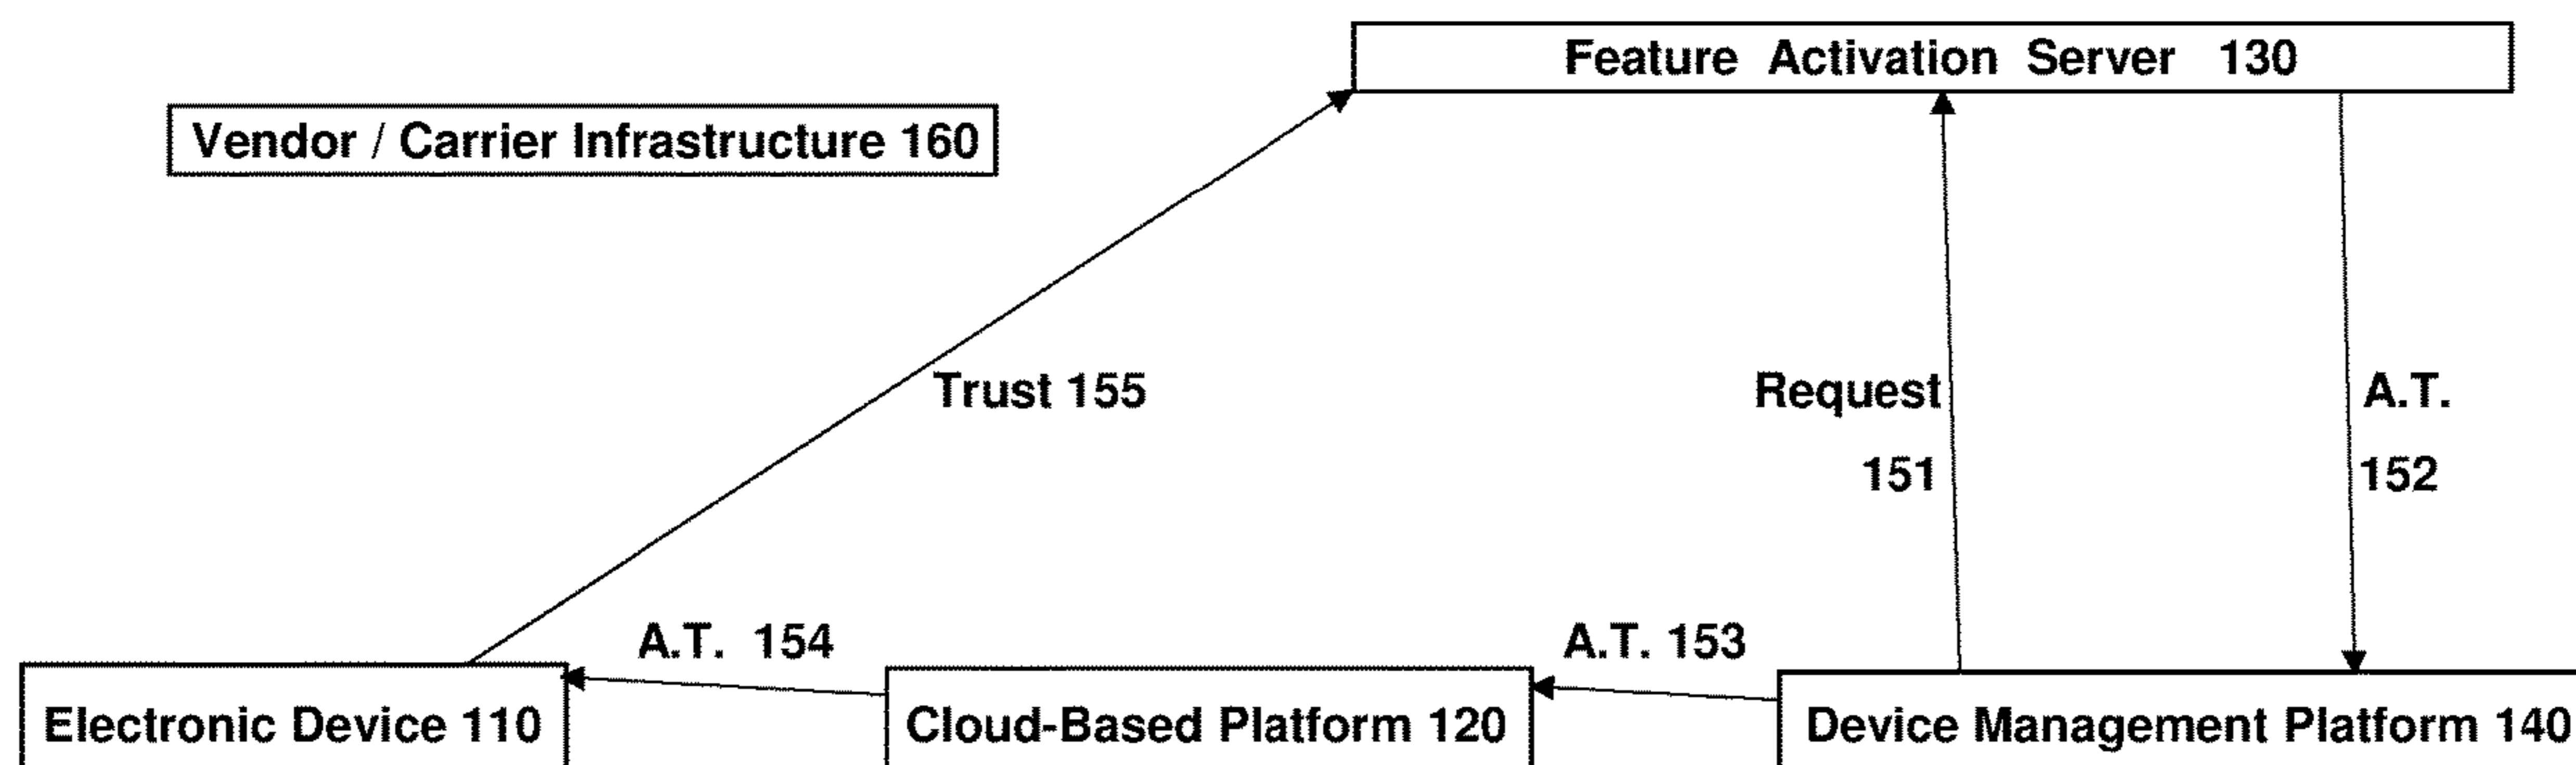 Feature Activation Server 130
Vendor / Carrier Infrastructure 160
Trust 155
Request
151
A.T.
152
A.T. 154
A.T. 153
Electronic Device 110
Cloud-Based Platform 120
Device Management Platform 140